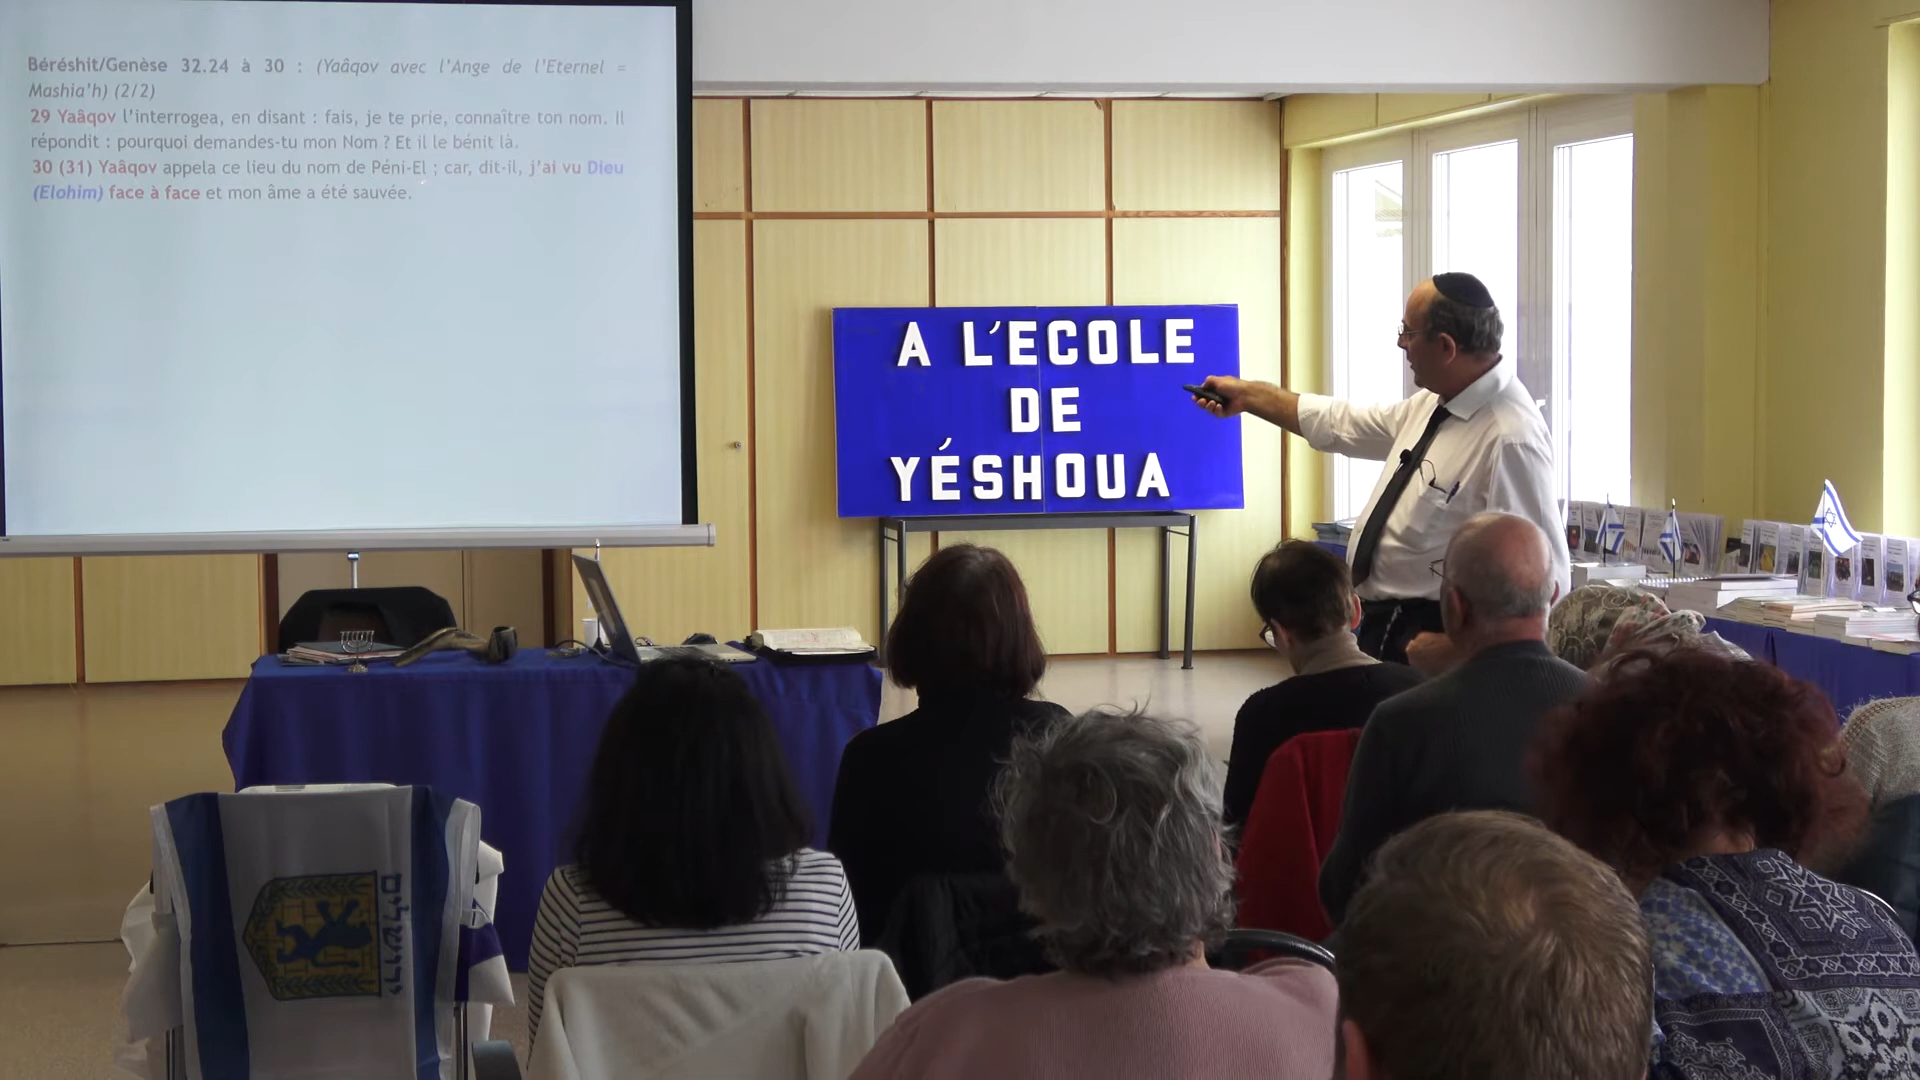 Béréshit/Genèse 32.24 à 30 : (Yaâqov avec l'Ange de l'Eternel =
Mashia'h) (2/2)
29 Yaâqov l'interrogea, en disant : fais, je te prie, connaître ton nom. Il
répondit : pourquoi demandes-tu mon Nom ? Et il le bénit là.
30 (31) Yaâqov appela ce lieu du nom de Péni-El ; car, dit-il, j'ai vu Dieu
(Elohim) face à face et mon âme a été sauvée.
A L'ECOLE
DE
YÉSHOUA
ירושלים